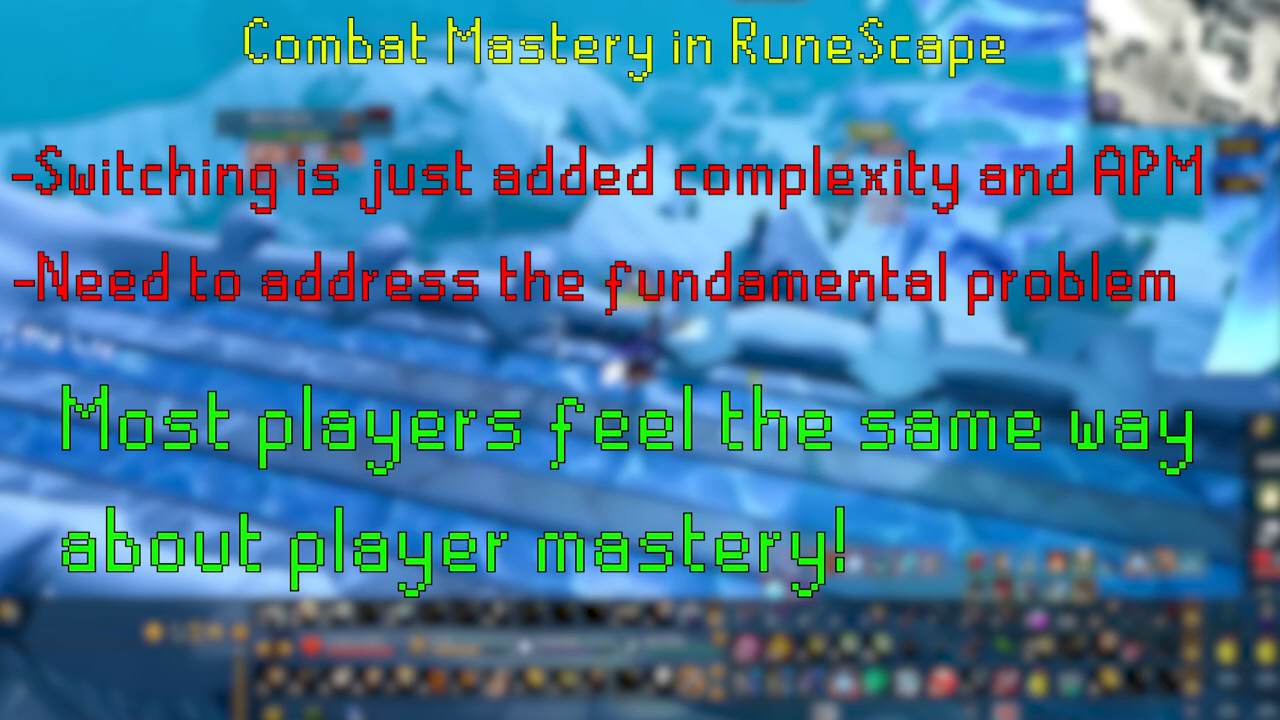 Combat Mastery in RuneScape
-Switching is just added complexity and APM
-Need to address the fundamental problem
Most players feel the same way
about player mastery!